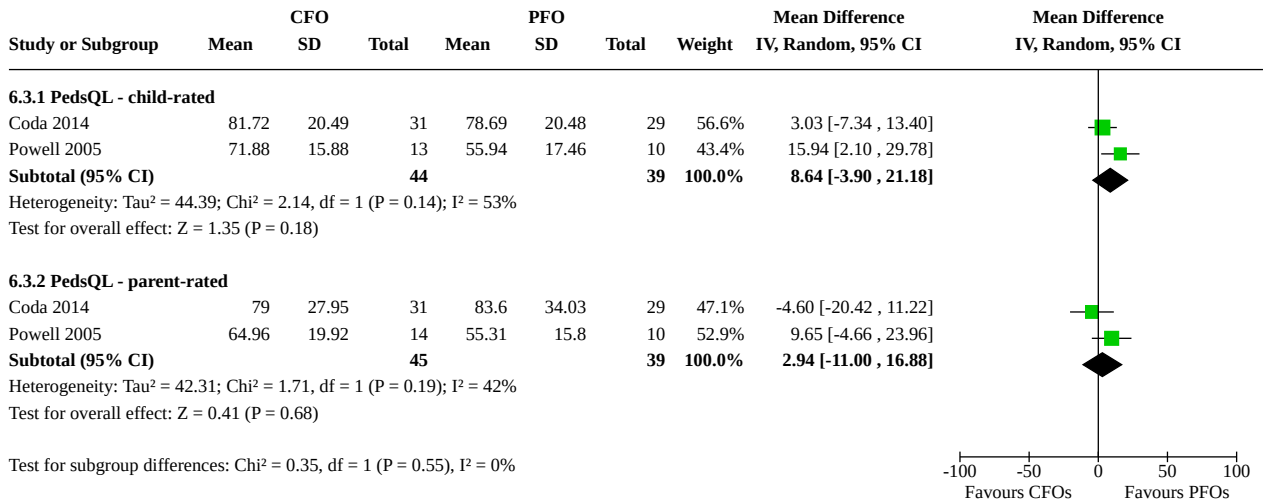 CFO PFO Mean Difference Mean Difference
Study or Subgroup Mean SD Total Mean SD Total Weight IV, Random, 95% CI IV, Random, 95% CI
6.3.1 PedsQL - child-rated
Coda 2014 81.72 20.49 31 78.69 20.48 29 56.6% 3.03 [-7.34 , 13.40]
Powell 2005 71.88 15.88 13 55.94 17.46 10 43.4% 15.94 [2.10 , 29.78]
Subtotal (95% CI) 44 39 100.0% 8.64 [-3.90 , 21.18]
Heterogeneity: Tau² = 44.39; Chi² = 2.14, df = 1 (P = 0.14); I² = 53%
Test for overall effect: Z = 1.35 (P = 0.18)
6.3.2 PedsQL - parent-rated
Coda 2014 79 27.95 31 83.6 34.03 29 47.1% -4.60 [-20.42 , 11.22]
Powell 2005 64.96 19.92 14 55.31 15.8 10 52.9% 9.65 [-4.66 , 23.96]
Subtotal (95% CI) 45 39 100.0% 2.94 [-11.00 , 16.88]
Heterogeneity: Tau² = 42.31; Chi² = 1.71, df = 1 (P = 0.19); I² = 42%
Test for overall effect: Z = 0.41 (P = 0.68)
Test for subgroup differences: Chi² = 0.35, df = 1 (P = 0.55), I² = 0%
-100 -50 0 50 100
Favours CFOs Favours PFOs